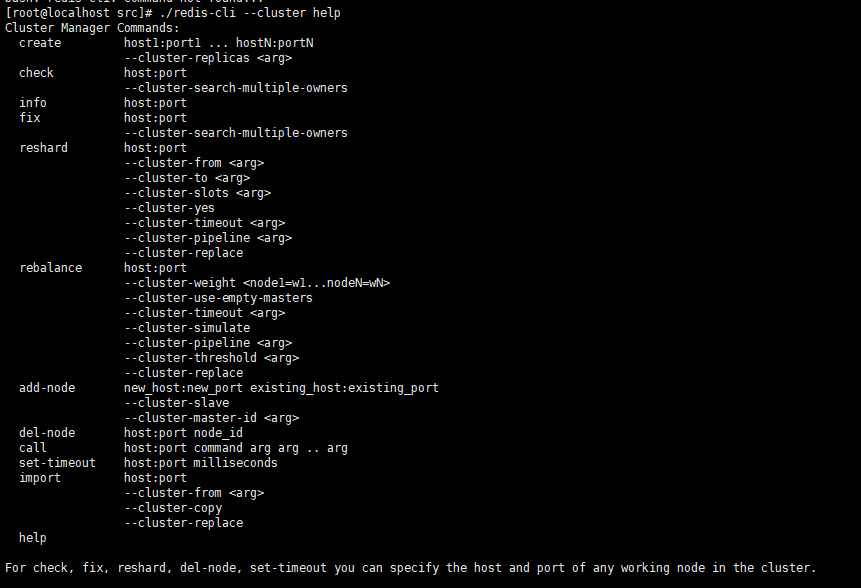 [root@localhost src]# ./redis-cli --cluster help
Cluster Manager Commands:
  create         host1:port1 ... hostN:portN
                 --cluster-replicas <arg>
  check          host:port
                 --cluster-search-multiple-owners
  info           host:port
  fix            host:port
                 --cluster-search-multiple-owners
  reshard        host:port
                 --cluster-from <arg>
                 --cluster-to <arg>
                 --cluster-slots <arg>
                 --cluster-yes
                 --cluster-timeout <arg>
                 --cluster-pipeline <arg>
                 --cluster-replace
  rebalance      host:port
                 --cluster-weight <node1=w1...nodeN=wN>
                 --cluster-use-empty-masters
                 --cluster-timeout <arg>
                 --cluster-simulate
                 --cluster-pipeline <arg>
                 --cluster-threshold <arg>
                 --cluster-replace
  add-node       new_host:new_port existing_host:existing_port
                 --cluster-slave
                 --cluster-master-id <arg>
  del-node       host:port node_id
  call           host:port command arg arg .. arg
  set-timeout    host:port milliseconds
  import         host:port
                 --cluster-from <arg>
                 --cluster-copy
                 --cluster-replace
  help

For check, fix, reshard, del-node, set-timeout you can specify the host and port of any working node in the cluster.